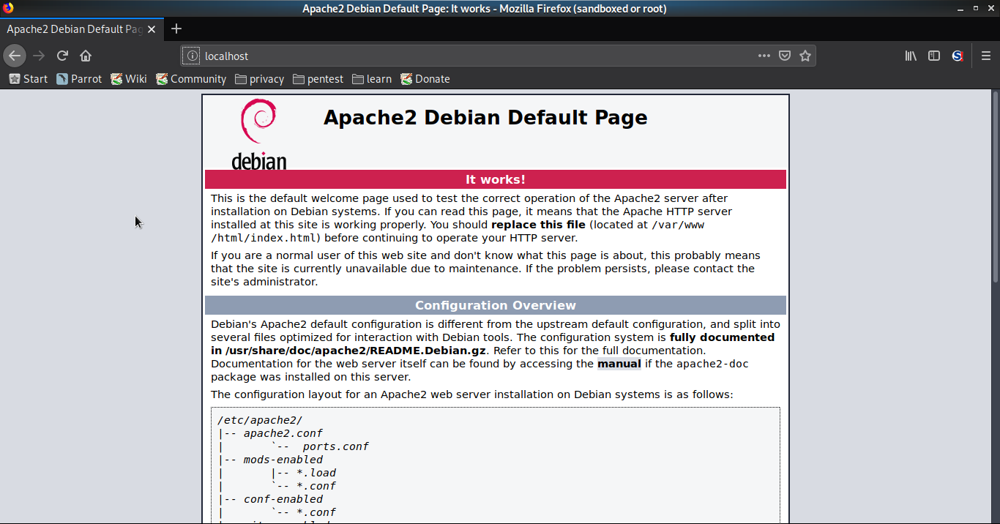 Apache2 Debian Default Page: It works - Mozilla Firefox (sandboxed or root)
Apache2 Debian Default Pag
localhost
Start Parrot Wiki Community privacy pentest learn Donate
debian
Apache2 Debian Default Page
It works!
This is the default welcome page used to test the correct operation of the Apache2 server after
installation on Debian systems. If you can read this page, it means that the Apache HTTP server
installed at this site is working properly. You should replace this file (located at /var/www
/html/index.html) before continuing to operate your HTTP server.
If you are a normal user of this web site and don't know what this page is about, this probably means
that the site is currently unavailable due to maintenance. If the problem persists, please contact the
site's administrator.
Configuration Overview
Debian's Apache2 default configuration is different from the upstream default configuration, and split into
several files optimized for interaction with Debian tools. The configuration system is fully documented
in /usr/share/doc/apache2/README.Debian.gz. Refer to this for the full documentation.
Documentation for the web server itself can be found by accessing the manual if the apache2-doc
package was installed on this server.
The configuration layout for an Apache2 web server installation on Debian systems is as follows:
/etc/apache2/
|-- apache2.conf
|       `--  ports.conf
|-- mods-enabled
|       |-- *.load
|       `-- *.conf
|-- conf-enabled
|       `-- *.conf